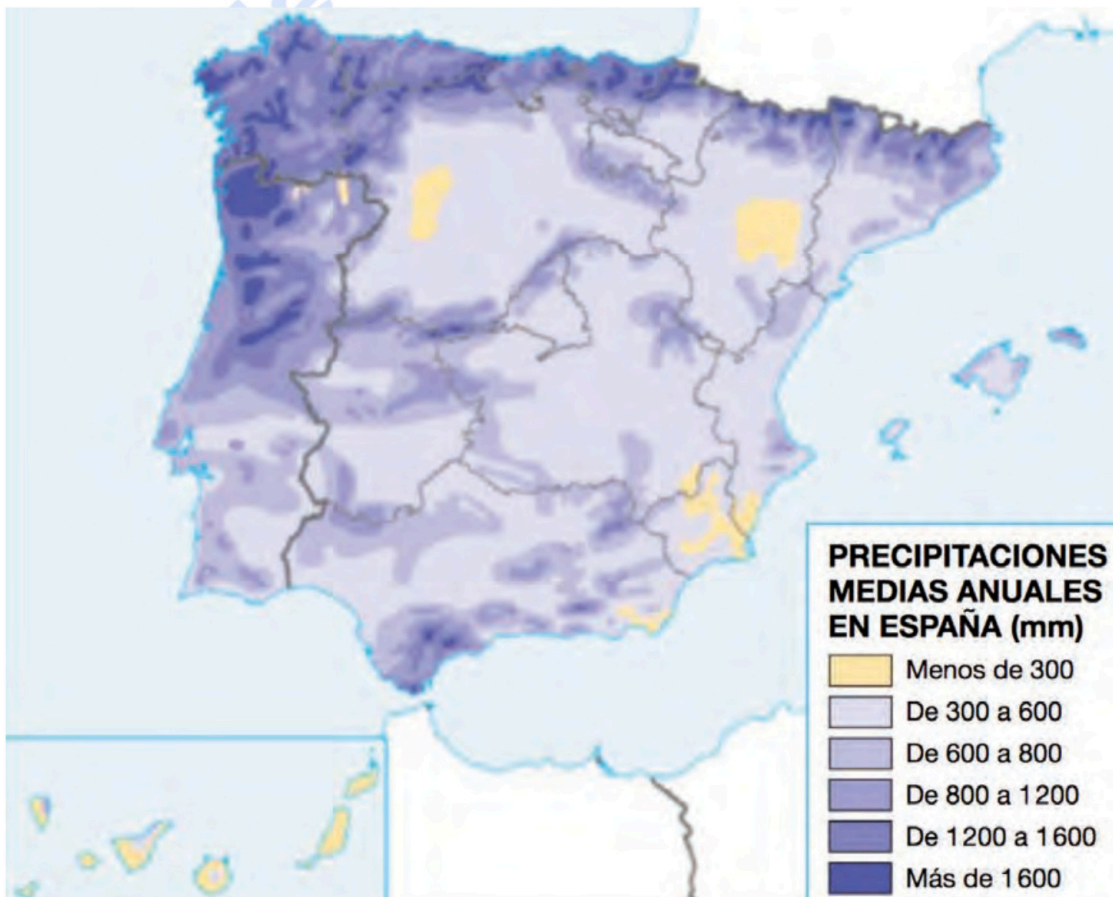 PRECIPITACIONES
MEDIAS ANUALES
EN ESPAÑA (mm)
Menos de 300
De 300 a 600
De 600 a 800
De 800 a 1200
De 1200 a 1600
Más de 1600